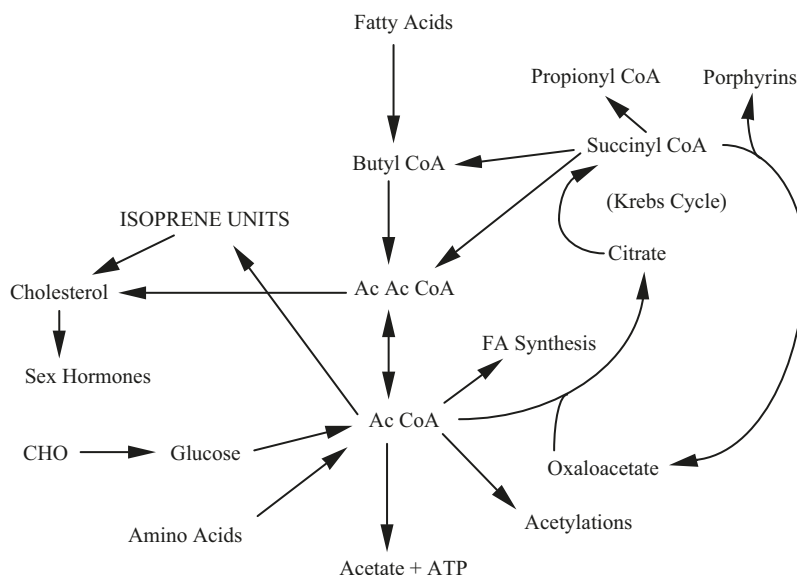 Fatty Acids
Propionyl CoA
Porphyrins
Succinyl CoA
Butyl CoA
(Krebs Cycle)
ISOPRENE UNITS
Citrate
Cholesterol
Ac Ac CoA
FA Synthesis
Sex Hormones
Ac CoA
CHO
Glucose
Oxaloacetate
Amino Acids
Acetylations
Acetate + ATP